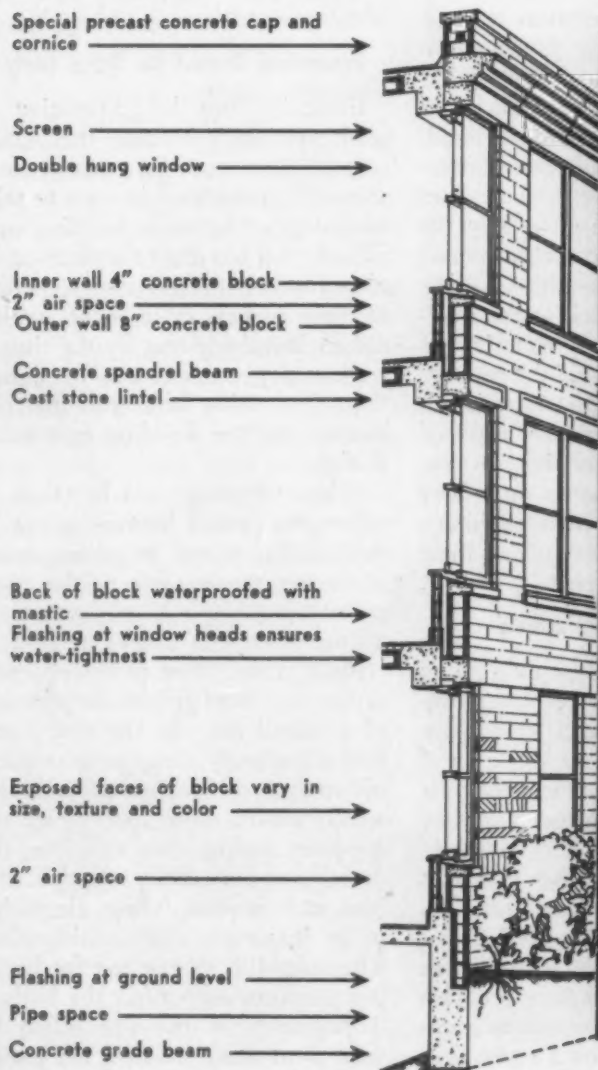 Special precast concrete cap and
cornice
Screen
Double hung window
Inner wall 4" concrete block
2" air space
Outer wall 8" concrete block
Concrete spandrel beam
Cast stone lintel
Back of block waterproofed with
mastic
Flashing at window heads ensures
water-tightness
Exposed faces of block vary in
size, texture and color
2" air space
Flashing at ground level
Pipe space
Concrete grade beam